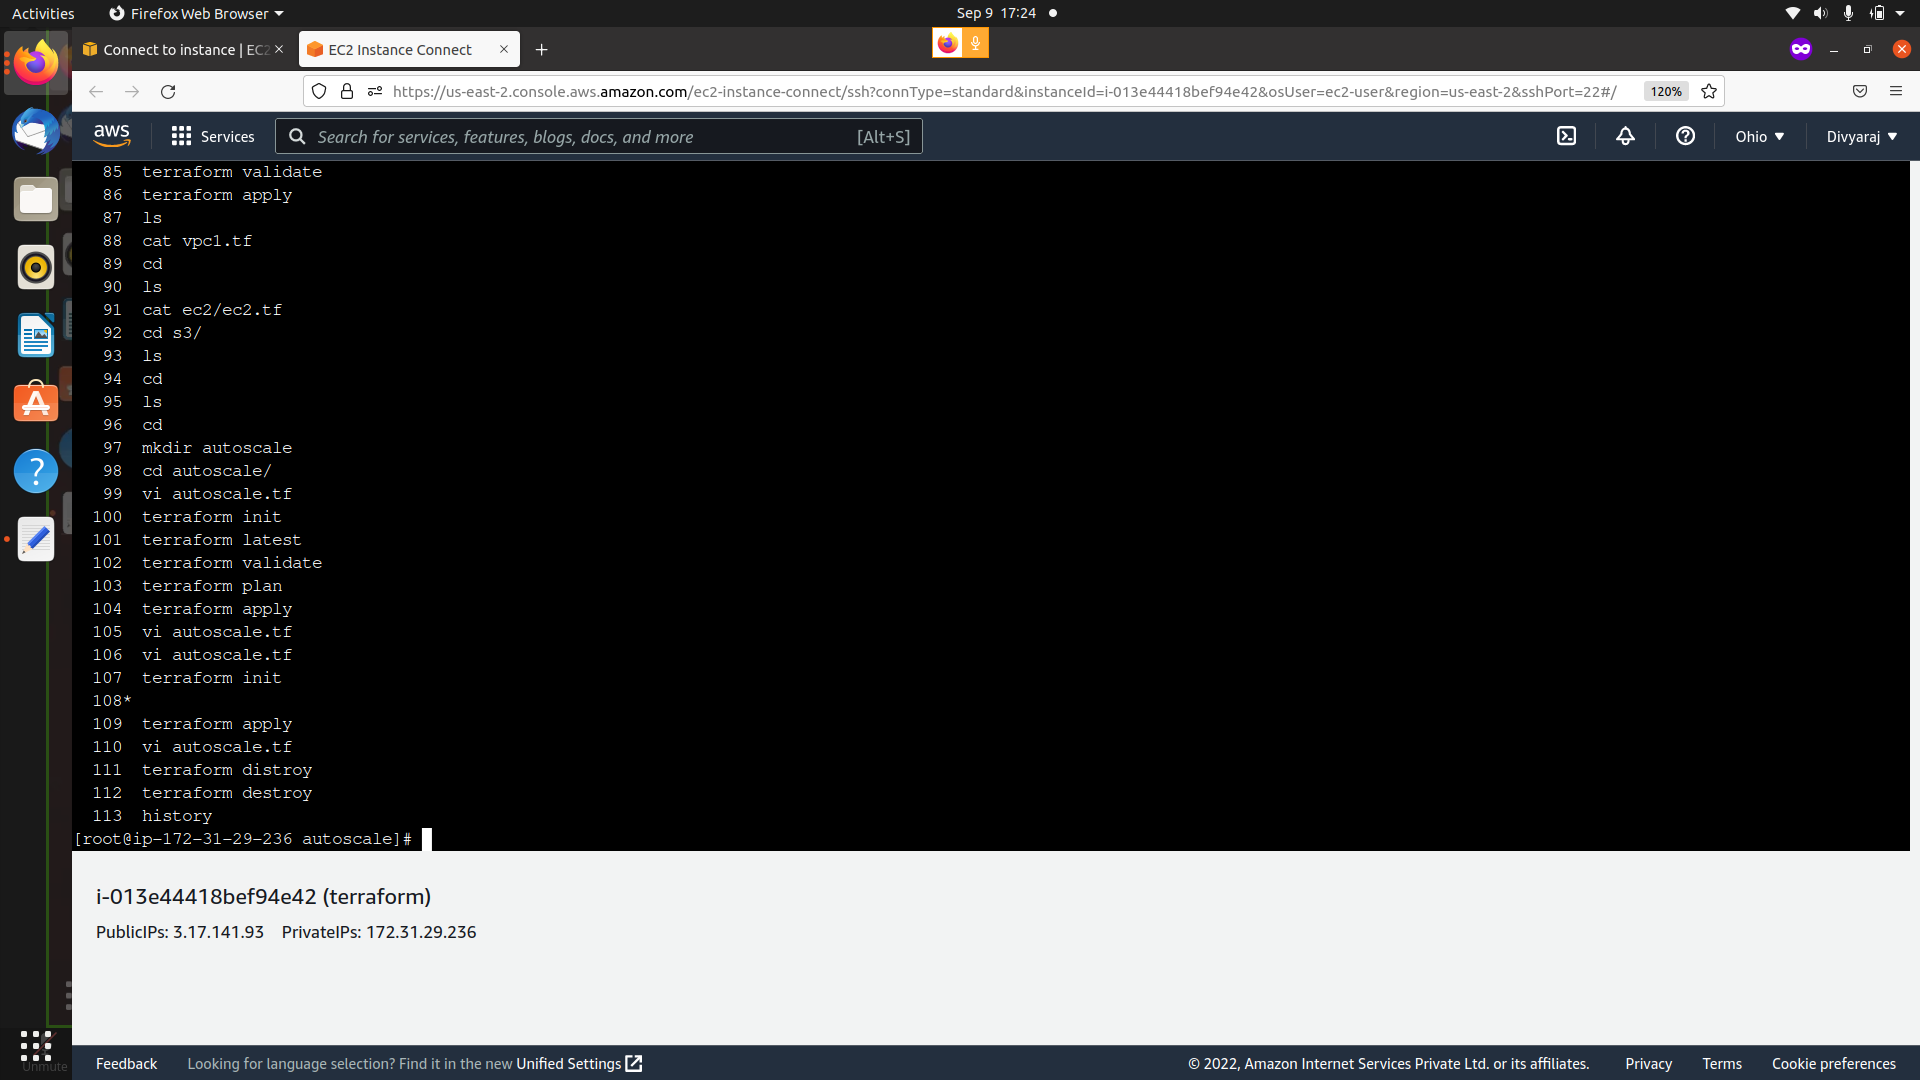 Activities
Firefox Web Browser
Sep 9 17:24
Connect to instance | EC2
EC2 Instance Connect
https://us-east-2.console.aws.amazon.com/ec2-instance-connect/ssh?connType=standard&instanceId=i-013e44418bef94e42&osUser=ec2-user&region=us-east-2&sshPort=22#/
120%
aws
Services
Search for services, features, blogs, docs, and more
[Alt+S]
Ohio
Divyaraj
85 terraform validate
86 terraform apply
87 ls
88 cat vpc1.tf
89 cd
90 ls
91 cat ec2/ec2.tf
92 cd s3/
93 ls
94 cd
95 ls
96 cd
97 mkdir autoscale
98 cd autoscale/
99 vi autoscale.tf
100 terraform init
101 terraform latest
102 terraform validate
103 terraform plan
104 terraform apply
105 vi autoscale.tf
106 vi autoscale.tf
107 terraform init
108*
109 terraform apply
110 vi autoscale.tf
111 terraform distroy
112 terraform destroy
113 history
[root@ip-172-31-29-236 autoscale]#
i-013e44418bef94e42 (terraform)
PublicIPs: 3.17.141.93 PrivateIPs: 172.31.29.236
Unmute
Feedback
Looking for language selection? Find it in the new Unified Settings
© 2022, Amazon Internet Services Private Ltd. or its affiliates.
Privacy
Terms
Cookie preferences